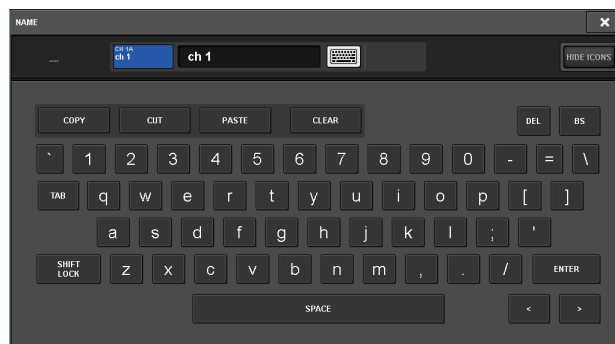 NAME ×
---- CH 1A ch 1 HIDE ICONS
ch 1
COPY CUT PASTE CLEAR DEL BS
` 1 2 3 4 5 6 7 8 9 0 - = \
TAB q w e r t y u i o p [ ]
a s d f g h j k l ; '
SHIFT LOCK z x c v b n m , . / ENTER
SPACE < >